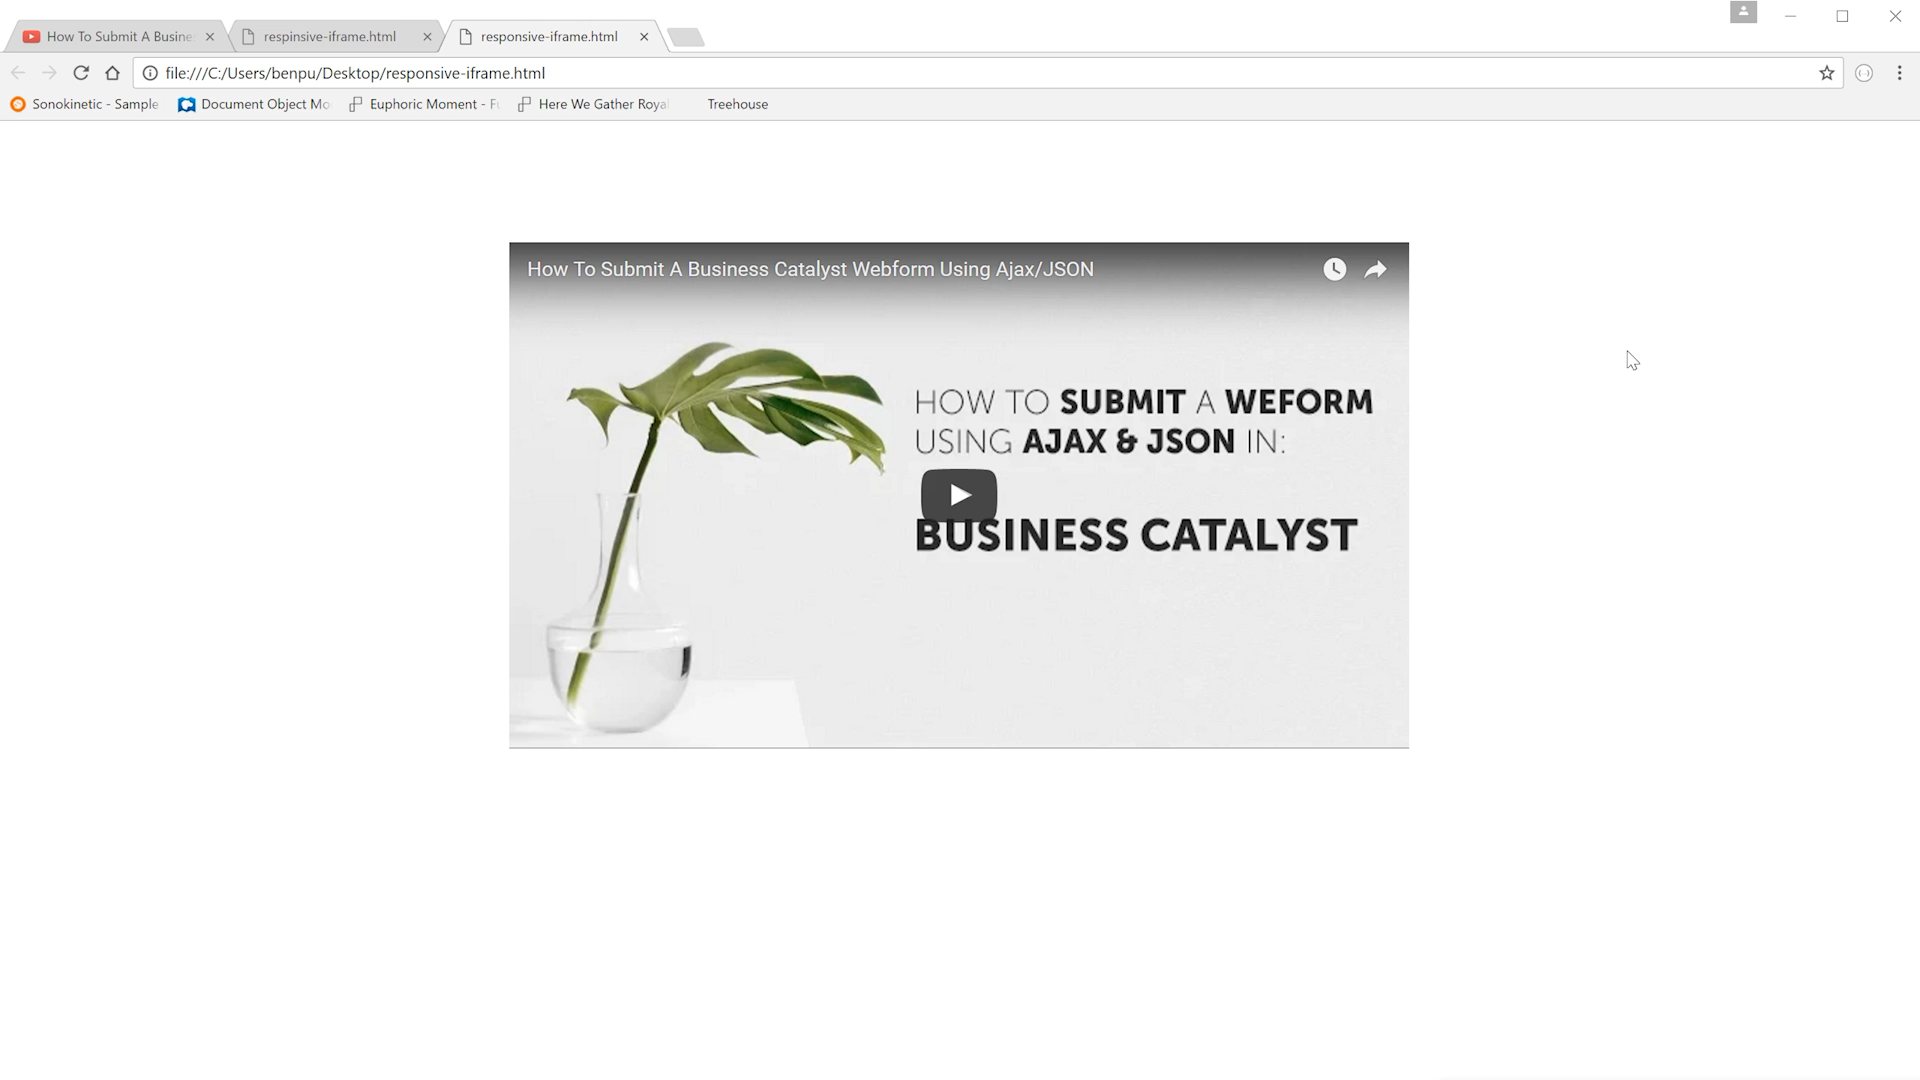 How To Submit A Busine
respinsive-iframe.html
responsive-iframe.html
file:///C:/Users/benpu/Desktop/responsive-iframe.html
Sonokinetic - Sample
Document Object Mo
Euphoric Moment - Fu
Here We Gather Royal
Treehouse
How To Submit A Business Catalyst Webform Using Ajax/JSON
HOW TO SUBMIT A WEFORM
USING AJAX & JSON IN:
BUSINESS CATALYST